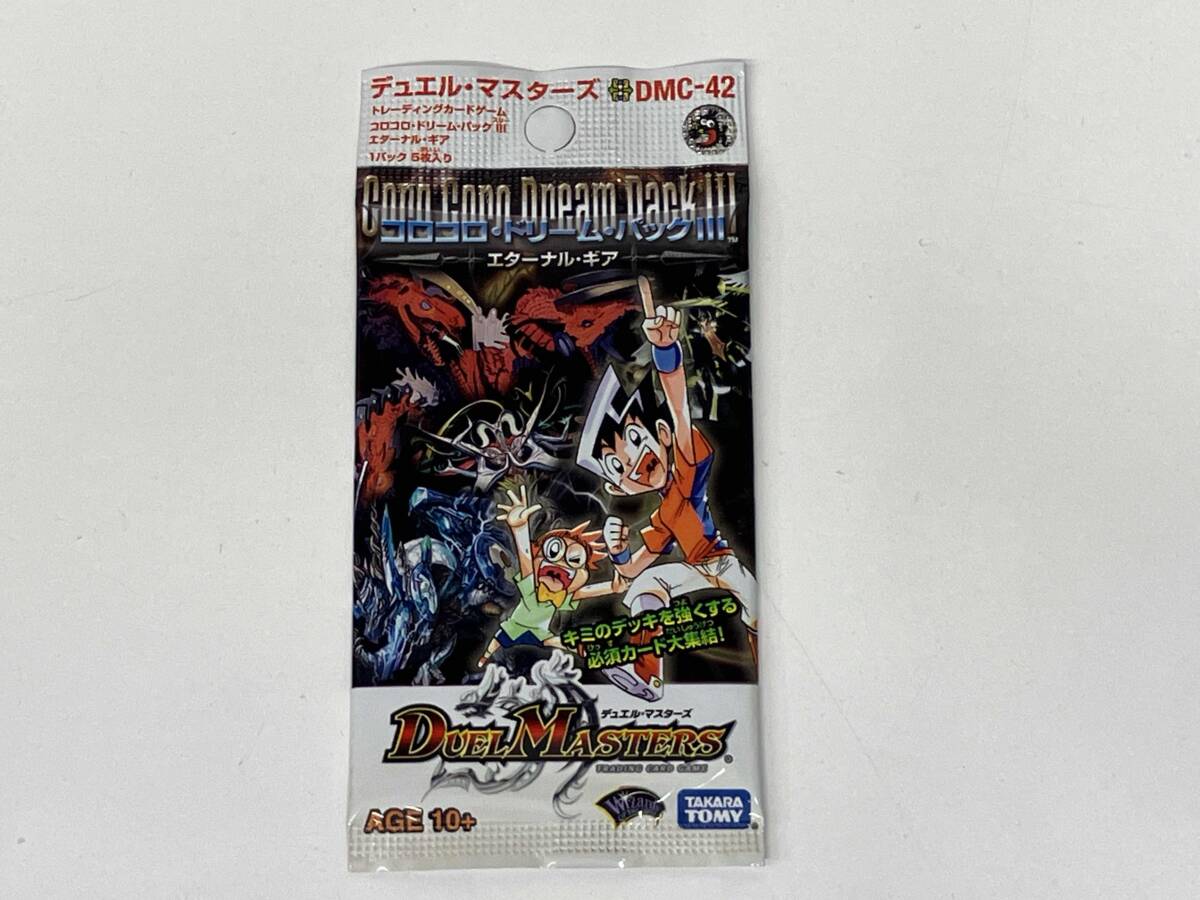 デュエル・マスターズ DMC-42
トレーディングカードゲーム
コロコロ・ドリーム・パックIII
エターナル・ギア
1パック 5枚入り
Coro Coro Dream Pack III
コロコロ・ドリーム・パックIII TM
エターナル・ギア
キミのデッキを強くする
必須カード大集結!
デュエル・マスターズ
DUEL MASTERS
TRADING CARD GAME
Wizards
TAKARA TOMY
AGE 10+